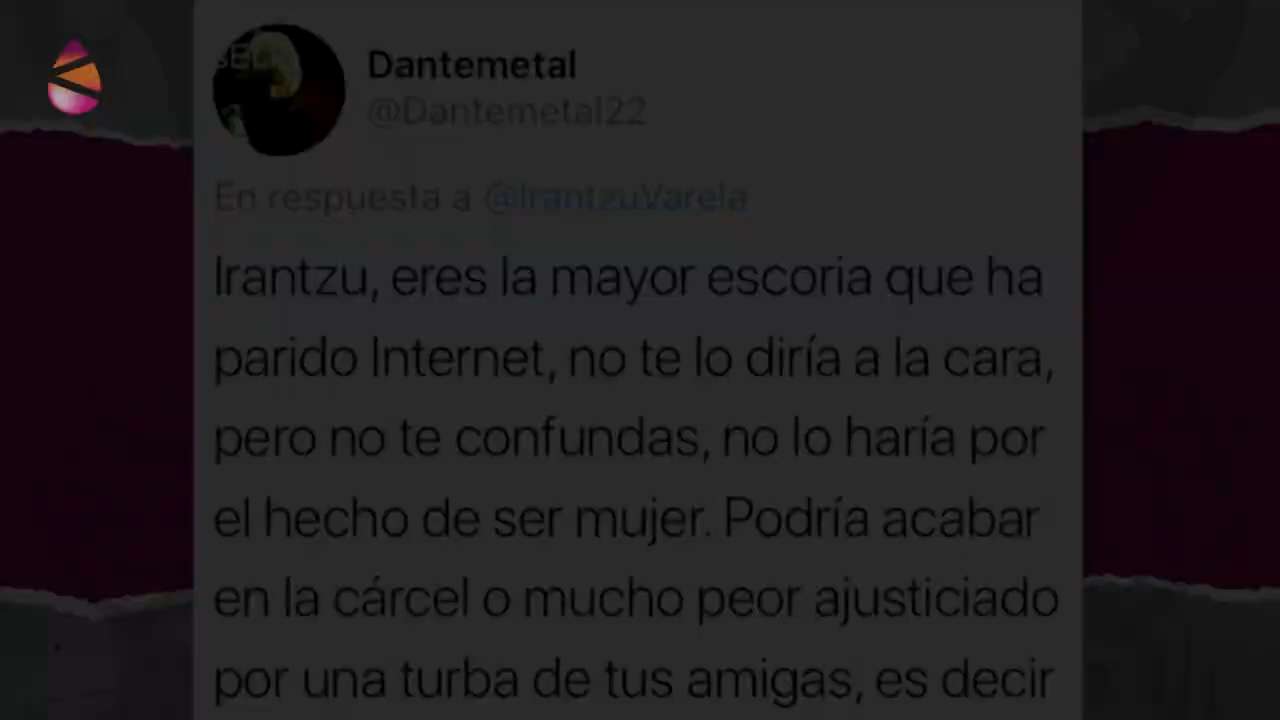 Dantemetal
@Dantemetal22
En respuesta a @IrantzuVarela
Irantzu, eres la mayor escoria que ha
parido Internet, no te lo diría a la cara,
pero no te confundas, no lo haría por
el hecho de ser mujer. Podría acabar
en la cárcel o mucho peor ajusticiado
por una turba de tus amigas, es decir